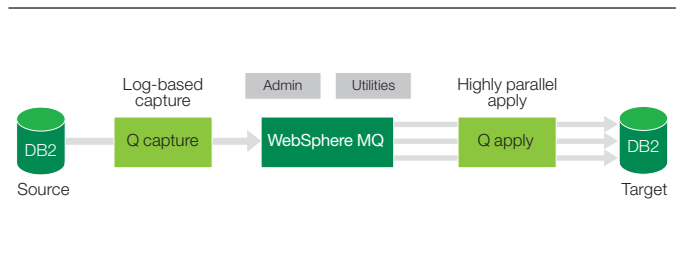 Log-based
capture
Admin
Utilities
Highly parallel
apply
DB2
Q capture
WebSphere MQ
Q apply
DB2
Source
Target